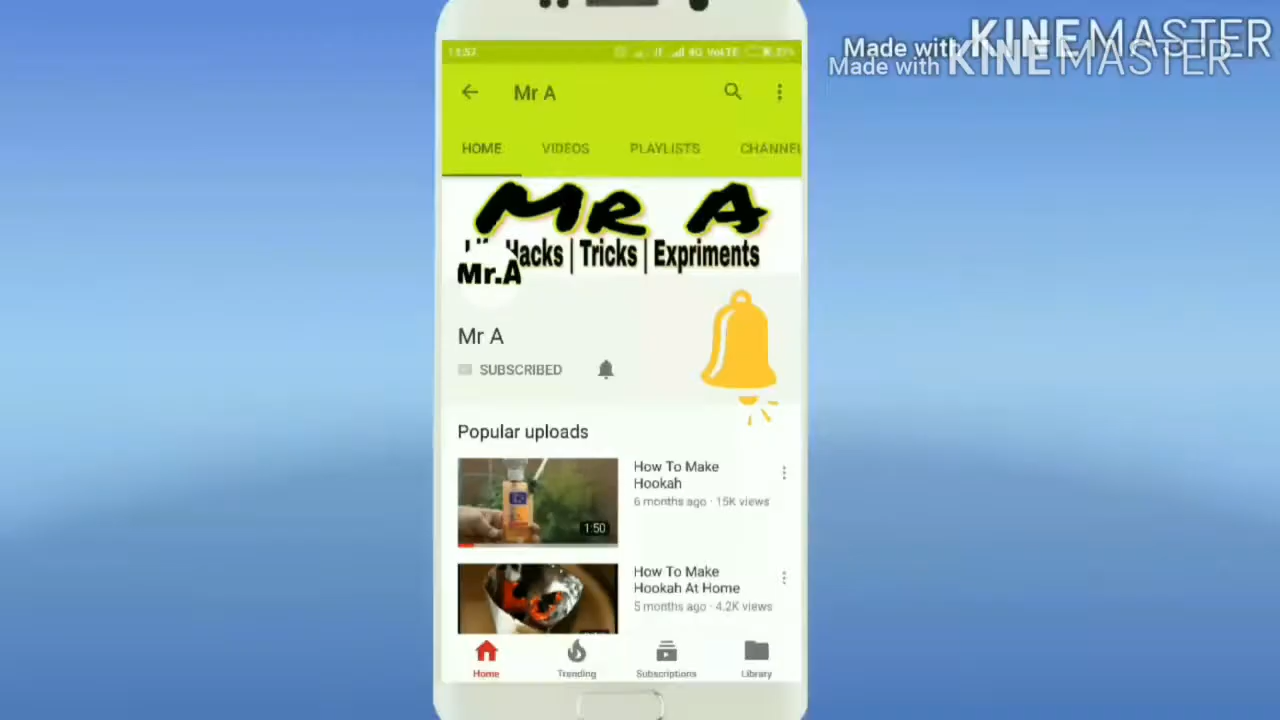 Made with KINEMASTER
Made with KINEMASTER
4G VoLTE
Mr A
HOME VIDEOS PLAYLISTS CHANNEL
Mr A
Hacks | Tricks | Expriments
Mr.A
Mr A
SUBSCRIBED
Popular uploads
How To Make
Hookah
6 months ago · 15K views
1:50
How To Make
Hookah At Home
5 months ago · 4.2K views
Home Trending Subscriptions Library